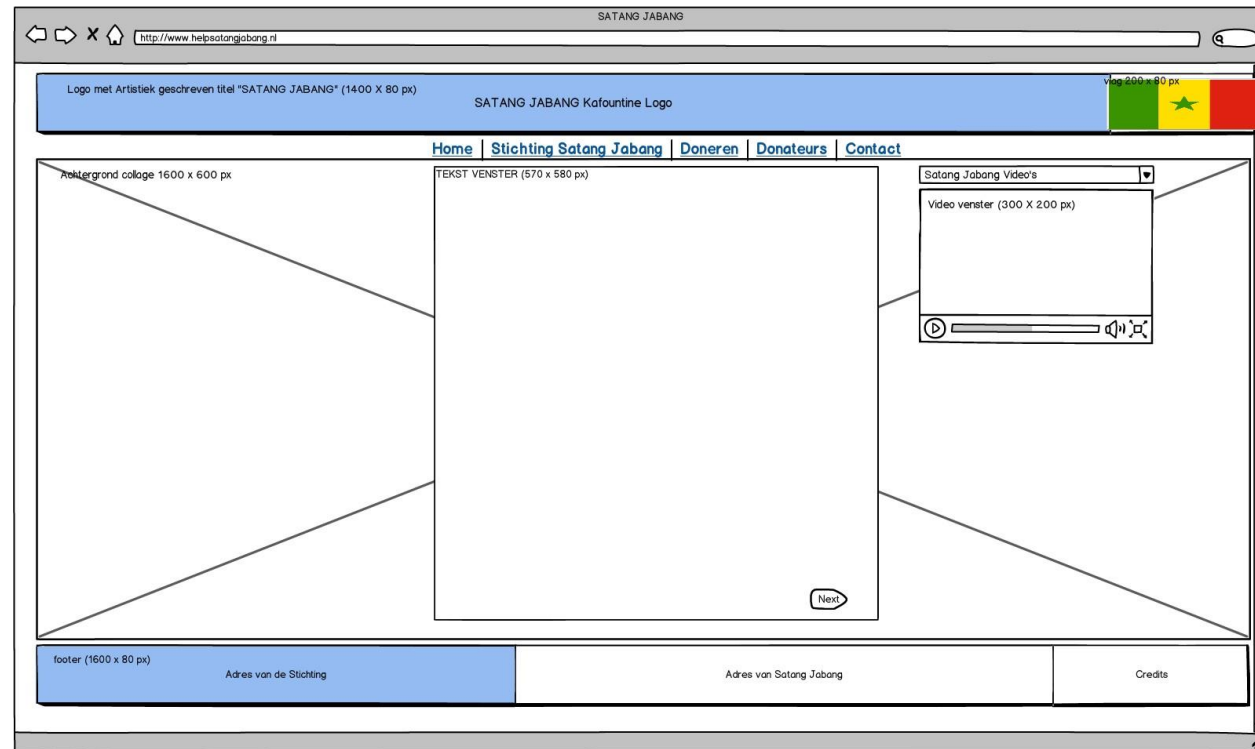 SATANG JABANG
http://www.helpsatangjabang.nl
Logo met Artistiek geschreven titel "SATANG JABANG" (1400 X 80 px)
SATANG JABANG Kafountine Logo
vlag 200 x 80 px
Home | Stichting Satang Jabang | Doneren | Donateurs | Contact
Achtergrond collage 1600 x 600 px
TEKST VENSTER (570 x 580 px)
Satang Jabang Video's
Video venster (300 X 200 px)
Next
footer (1600 x 80 px)
Adres van de Stichting
Adres van Satang Jabang
Credits